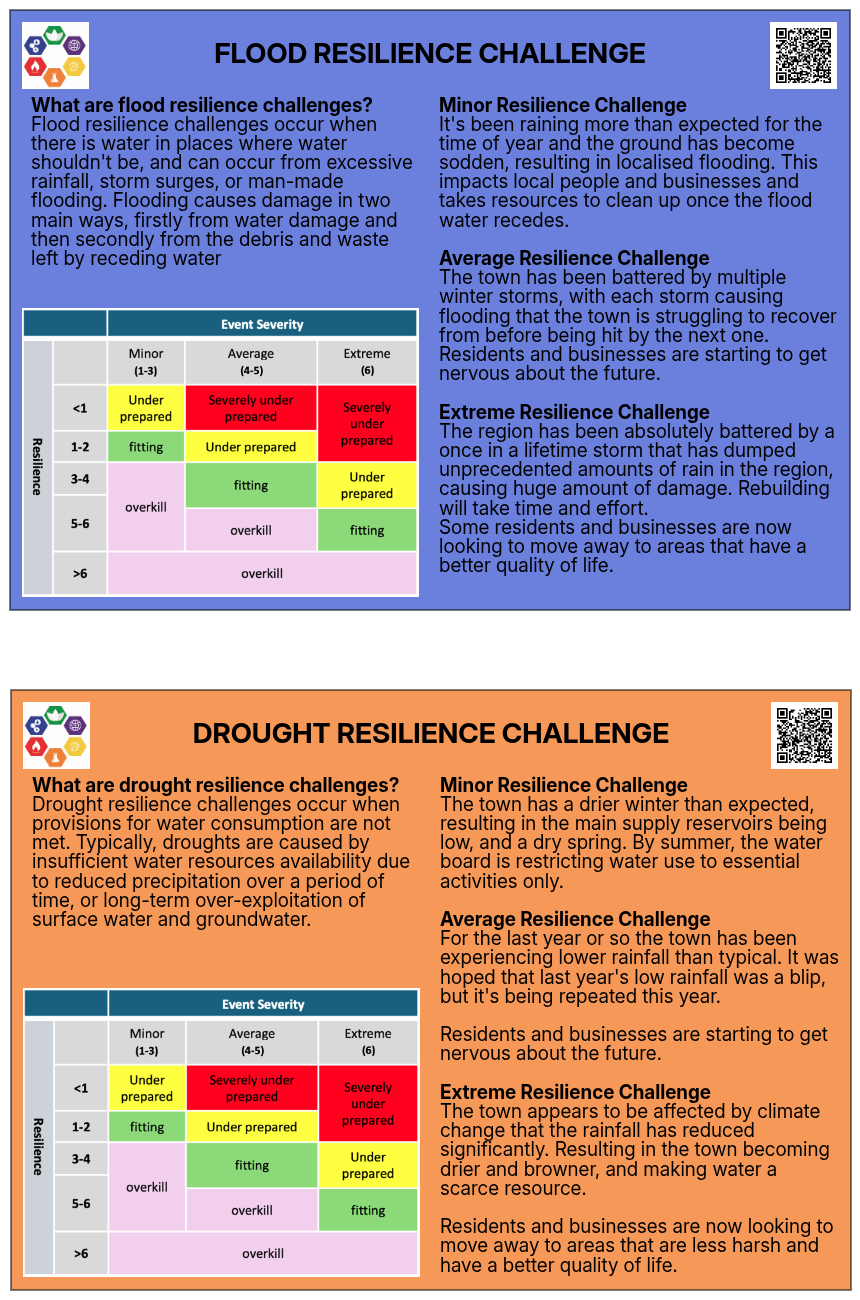 FLOOD RESILIENCE CHALLENGE
What are flood resilience challenges?
Flood resilience challenges occur when
there is water in places where water
shouldn't be, and can occur from excessive
rainfall, storm surges, or man-made
flooding. Flooding causes damage in two
main ways, firstly from water damage and
then secondly from the debris and waste
left by receding water
Event Severity
Minor
(1-3)
Average
(4-5)
Extreme
(6)
Resilience
<1
Under
prepared
Severely under
prepared
Severely
under
prepared
1-2
fitting
Under prepared
3-4
overkill
fitting
Under
prepared
5-6
overkill
fitting
>6
overkill
Minor Resilience Challenge
It's been raining more than expected for the
time of year and the ground has become
sodden, resulting in localised flooding. This
impacts local people and businesses and
takes resources to clean up once the flood
water recedes.
Average Resilience Challenge
The town has been battered by multiple
winter storms, with each storm causing
flooding that the town is struggling to recover
from before being hit by the next one.
Residents and businesses are starting to get
nervous about the future.
Extreme Resilience Challenge
The region has been absolutely battered by a
once in a lifetime storm that has dumped
unprecedented amounts of rain in the region,
causing huge amount of damage. Rebuilding
will take time and effort.
Some residents and businesses are now
looking to move away to areas that have a
better quality of life.
DROUGHT RESILIENCE CHALLENGE
What are drought resilience challenges?
Drought resilience challenges occur when
provisions for water consumption are not
met. Typically, droughts are caused by
insufficient water resources availability due
to reduced precipitation over a period of
time, or long-term over-exploitation of
surface water and groundwater.
Event Severity
Minor
(1-3)
Average
(4-5)
Extreme
(6)
Resilience
<1
Under
prepared
Severely under
prepared
Severely
under
prepared
1-2
fitting
Under prepared
3-4
overkill
fitting
Under
prepared
5-6
overkill
fitting
>6
overkill
Minor Resilience Challenge
The town has a drier winter than expected,
resulting in the main supply reservoirs being
low, and a dry spring. By summer, the water
board is restricting water use to essential
activities only.
Average Resilience Challenge
For the last year or so the town has been
experiencing lower rainfall than typical. It was
hoped that last year's low rainfall was a blip,
but it's being repeated this year.
Residents and businesses are starting to get
nervous about the future.
Extreme Resilience Challenge
The town appears to be affected by climate
change that the rainfall has reduced
significantly. Resulting in the town becoming
drier and browner, and making water a
scarce resource.
Residents and businesses are now looking to
move away to areas that are less harsh and
have a better quality of life.